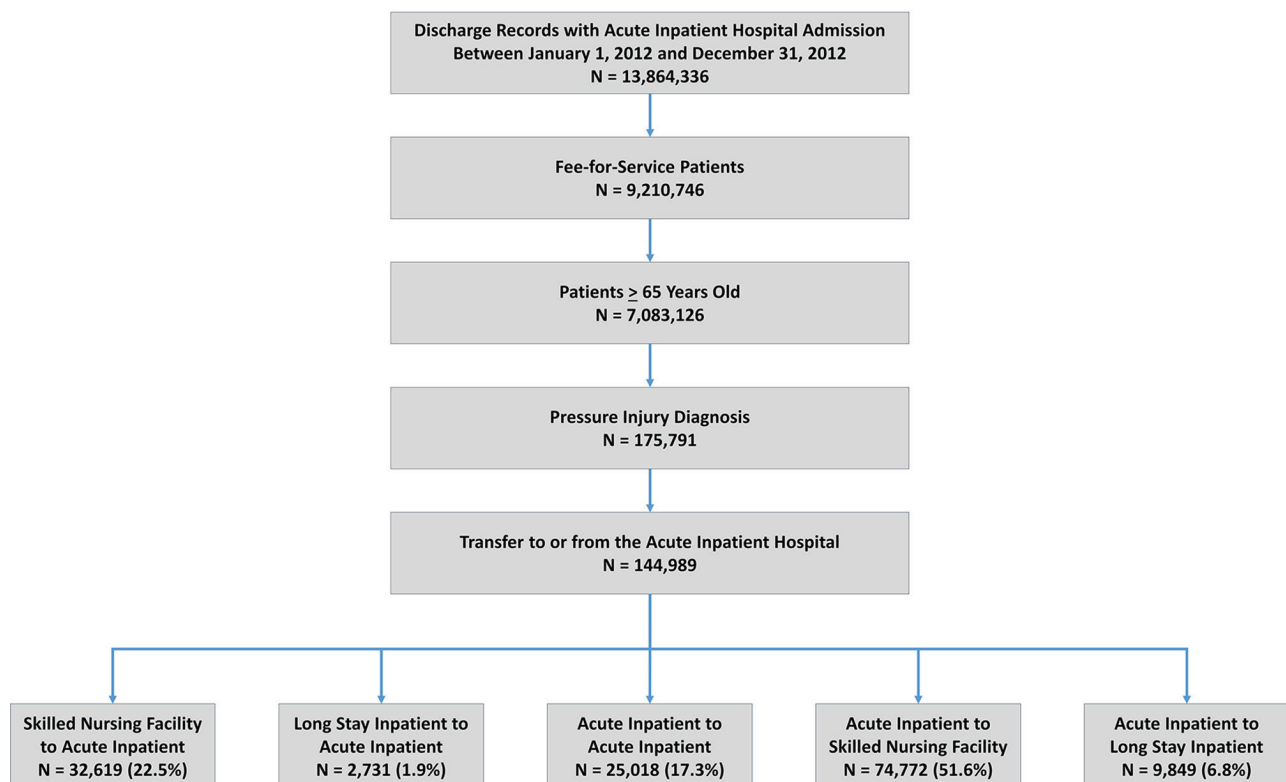 Discharge Records with Acute Inpatient Hospital Admission
Between January 1, 2012 and December 31, 2012
N = 13,864,336
Fee-for-Service Patients
N = 9,210,746
Patients ≥ 65 Years Old
N = 7,083,126
Pressure Injury Diagnosis
N = 175,791
Transfer to or from the Acute Inpatient Hospital
N = 144,989
Skilled Nursing Facility
to Acute Inpatient
N = 32,619 (22.5%)
Long Stay Inpatient to
Acute Inpatient
N = 2,731 (1.9%)
Acute Inpatient to
Acute Inpatient
N = 25,018 (17.3%)
Acute Inpatient to
Skilled Nursing Facility
N = 74,772 (51.6%)
Acute Inpatient to
Long Stay Inpatient
N = 9,849 (6.8%)